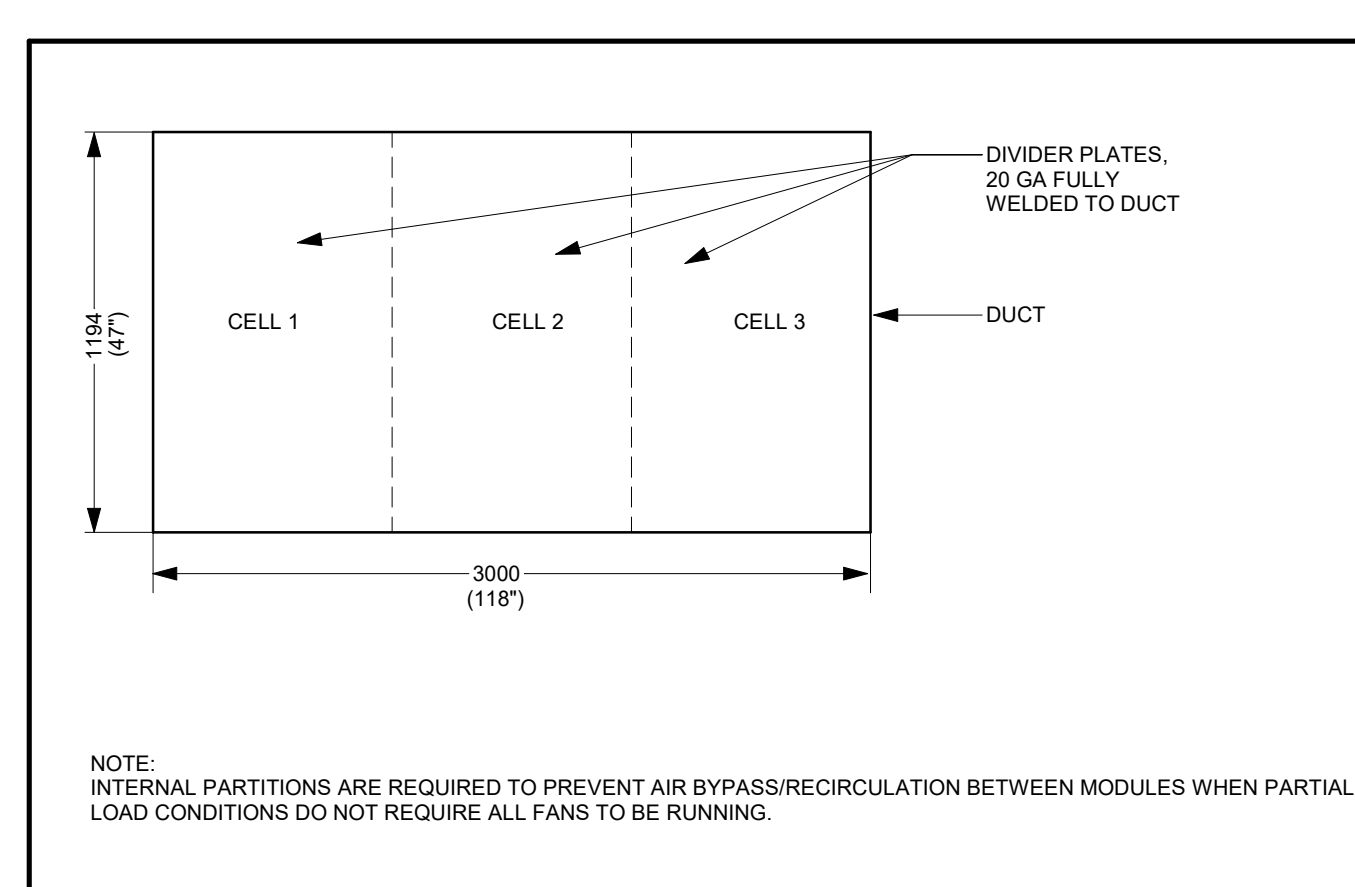 DIVIDER PLATES,
20 GA FULLY
WELDED TO DUCT
1194
(47")
CELL 1
CELL 2
CELL 3
DUCT
3000
(118")
NOTE:
INTERNAL PARTITIONS ARE REQUIRED TO PREVENT AIR BYPASS/RECIRCULATION BETWEEN MODULES WHEN PARTIAL
LOAD CONDITIONS DO NOT REQUIRE ALL FANS TO BE RUNNING.